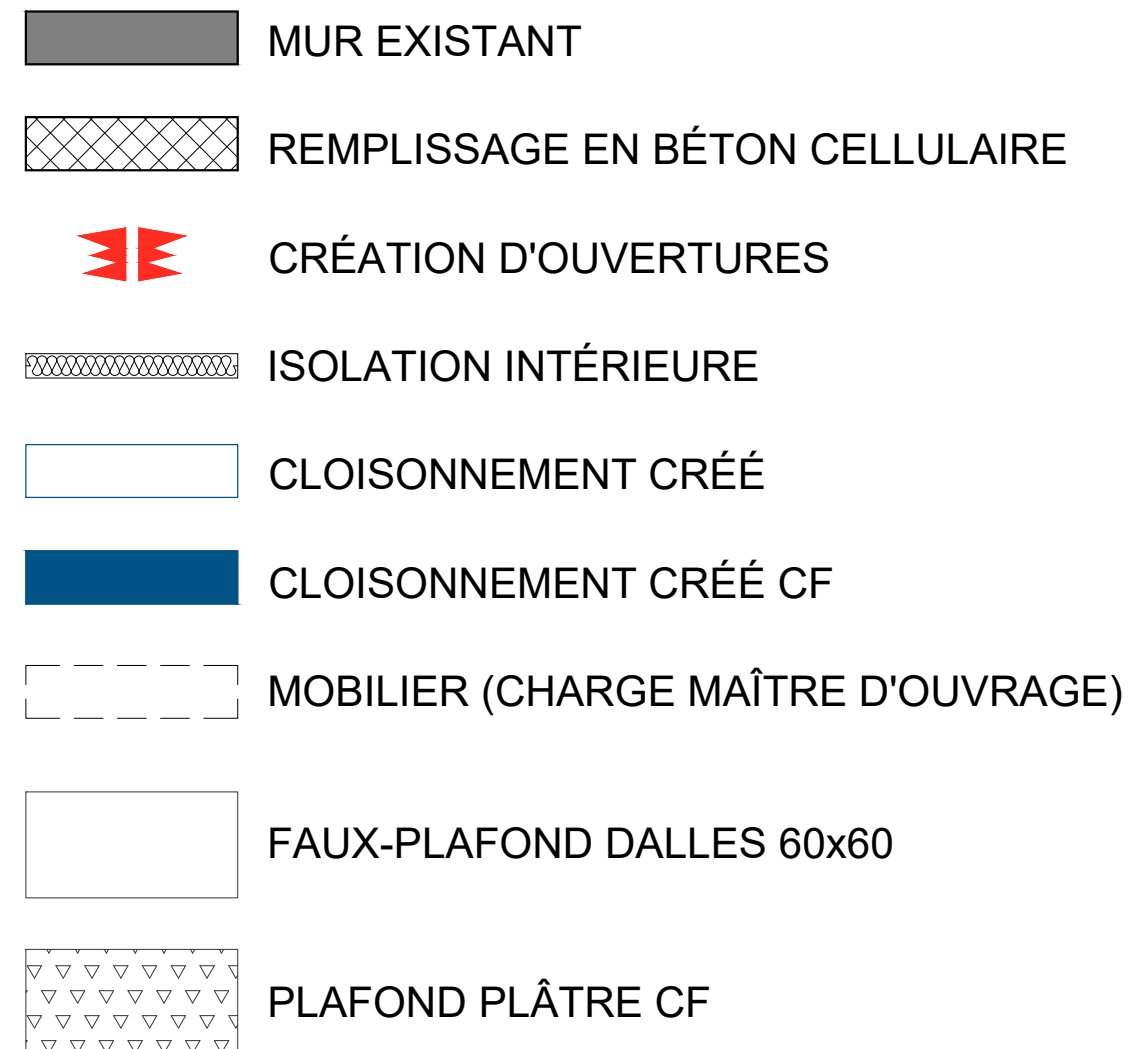 MUR EXISTANT
REMPLISSAGE EN BÉTON CELLULAIRE
CRÉATION D'OUVERTURES
ISOLATION INTÉRIEURE
CLOISONNEMENT CRÉÉ
CLOISONNEMENT CRÉÉ CF
MOBILIER (CHARGE MAÎTRE D'OUVRAGE)
FAUX-PLAFOND DALLES 60x60
PLAFOND PLÂTRE CF